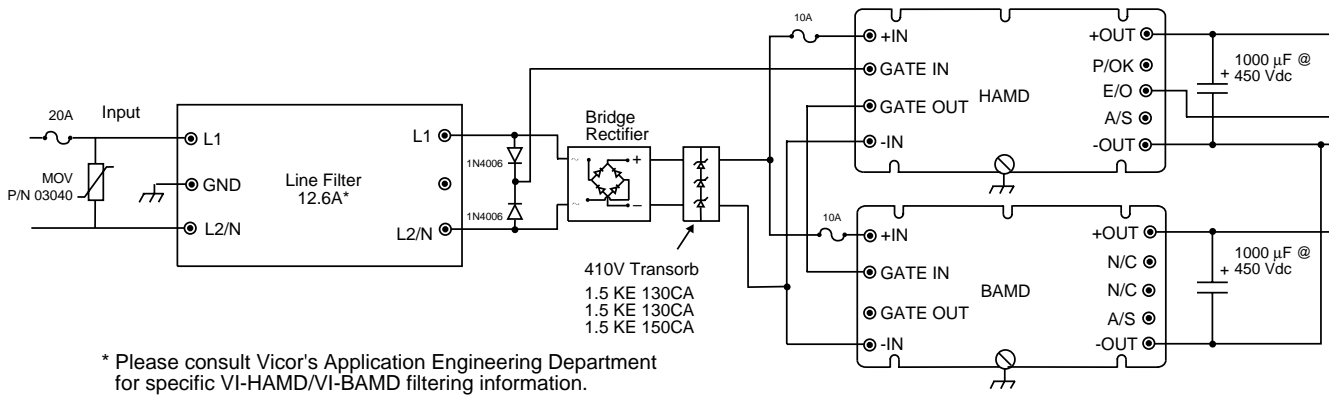 20A
Input
MOV
P/N 03040
L1
GND
L2/N
Line Filter
12.6A*
L1
L2/N
1N4006
1N4006
Bridge
Rectifier
~
~
+
–
410V Transorb
1.5 KE 130CA
1.5 KE 130CA
1.5 KE 150CA
10A
+IN
GATE IN
GATE OUT
-IN
HAMD
+OUT
P/OK
E/O
A/S
-OUT
1000 μF @
+ 450 Vdc
10A
+IN
GATE IN
GATE OUT
-IN
BAMD
+OUT
N/C
N/C
A/S
-OUT
1000 μF @
+ 450 Vdc
* Please consult Vicor's Application Engineering Department
for specific VI-HAMD/VI-BAMD filtering information.